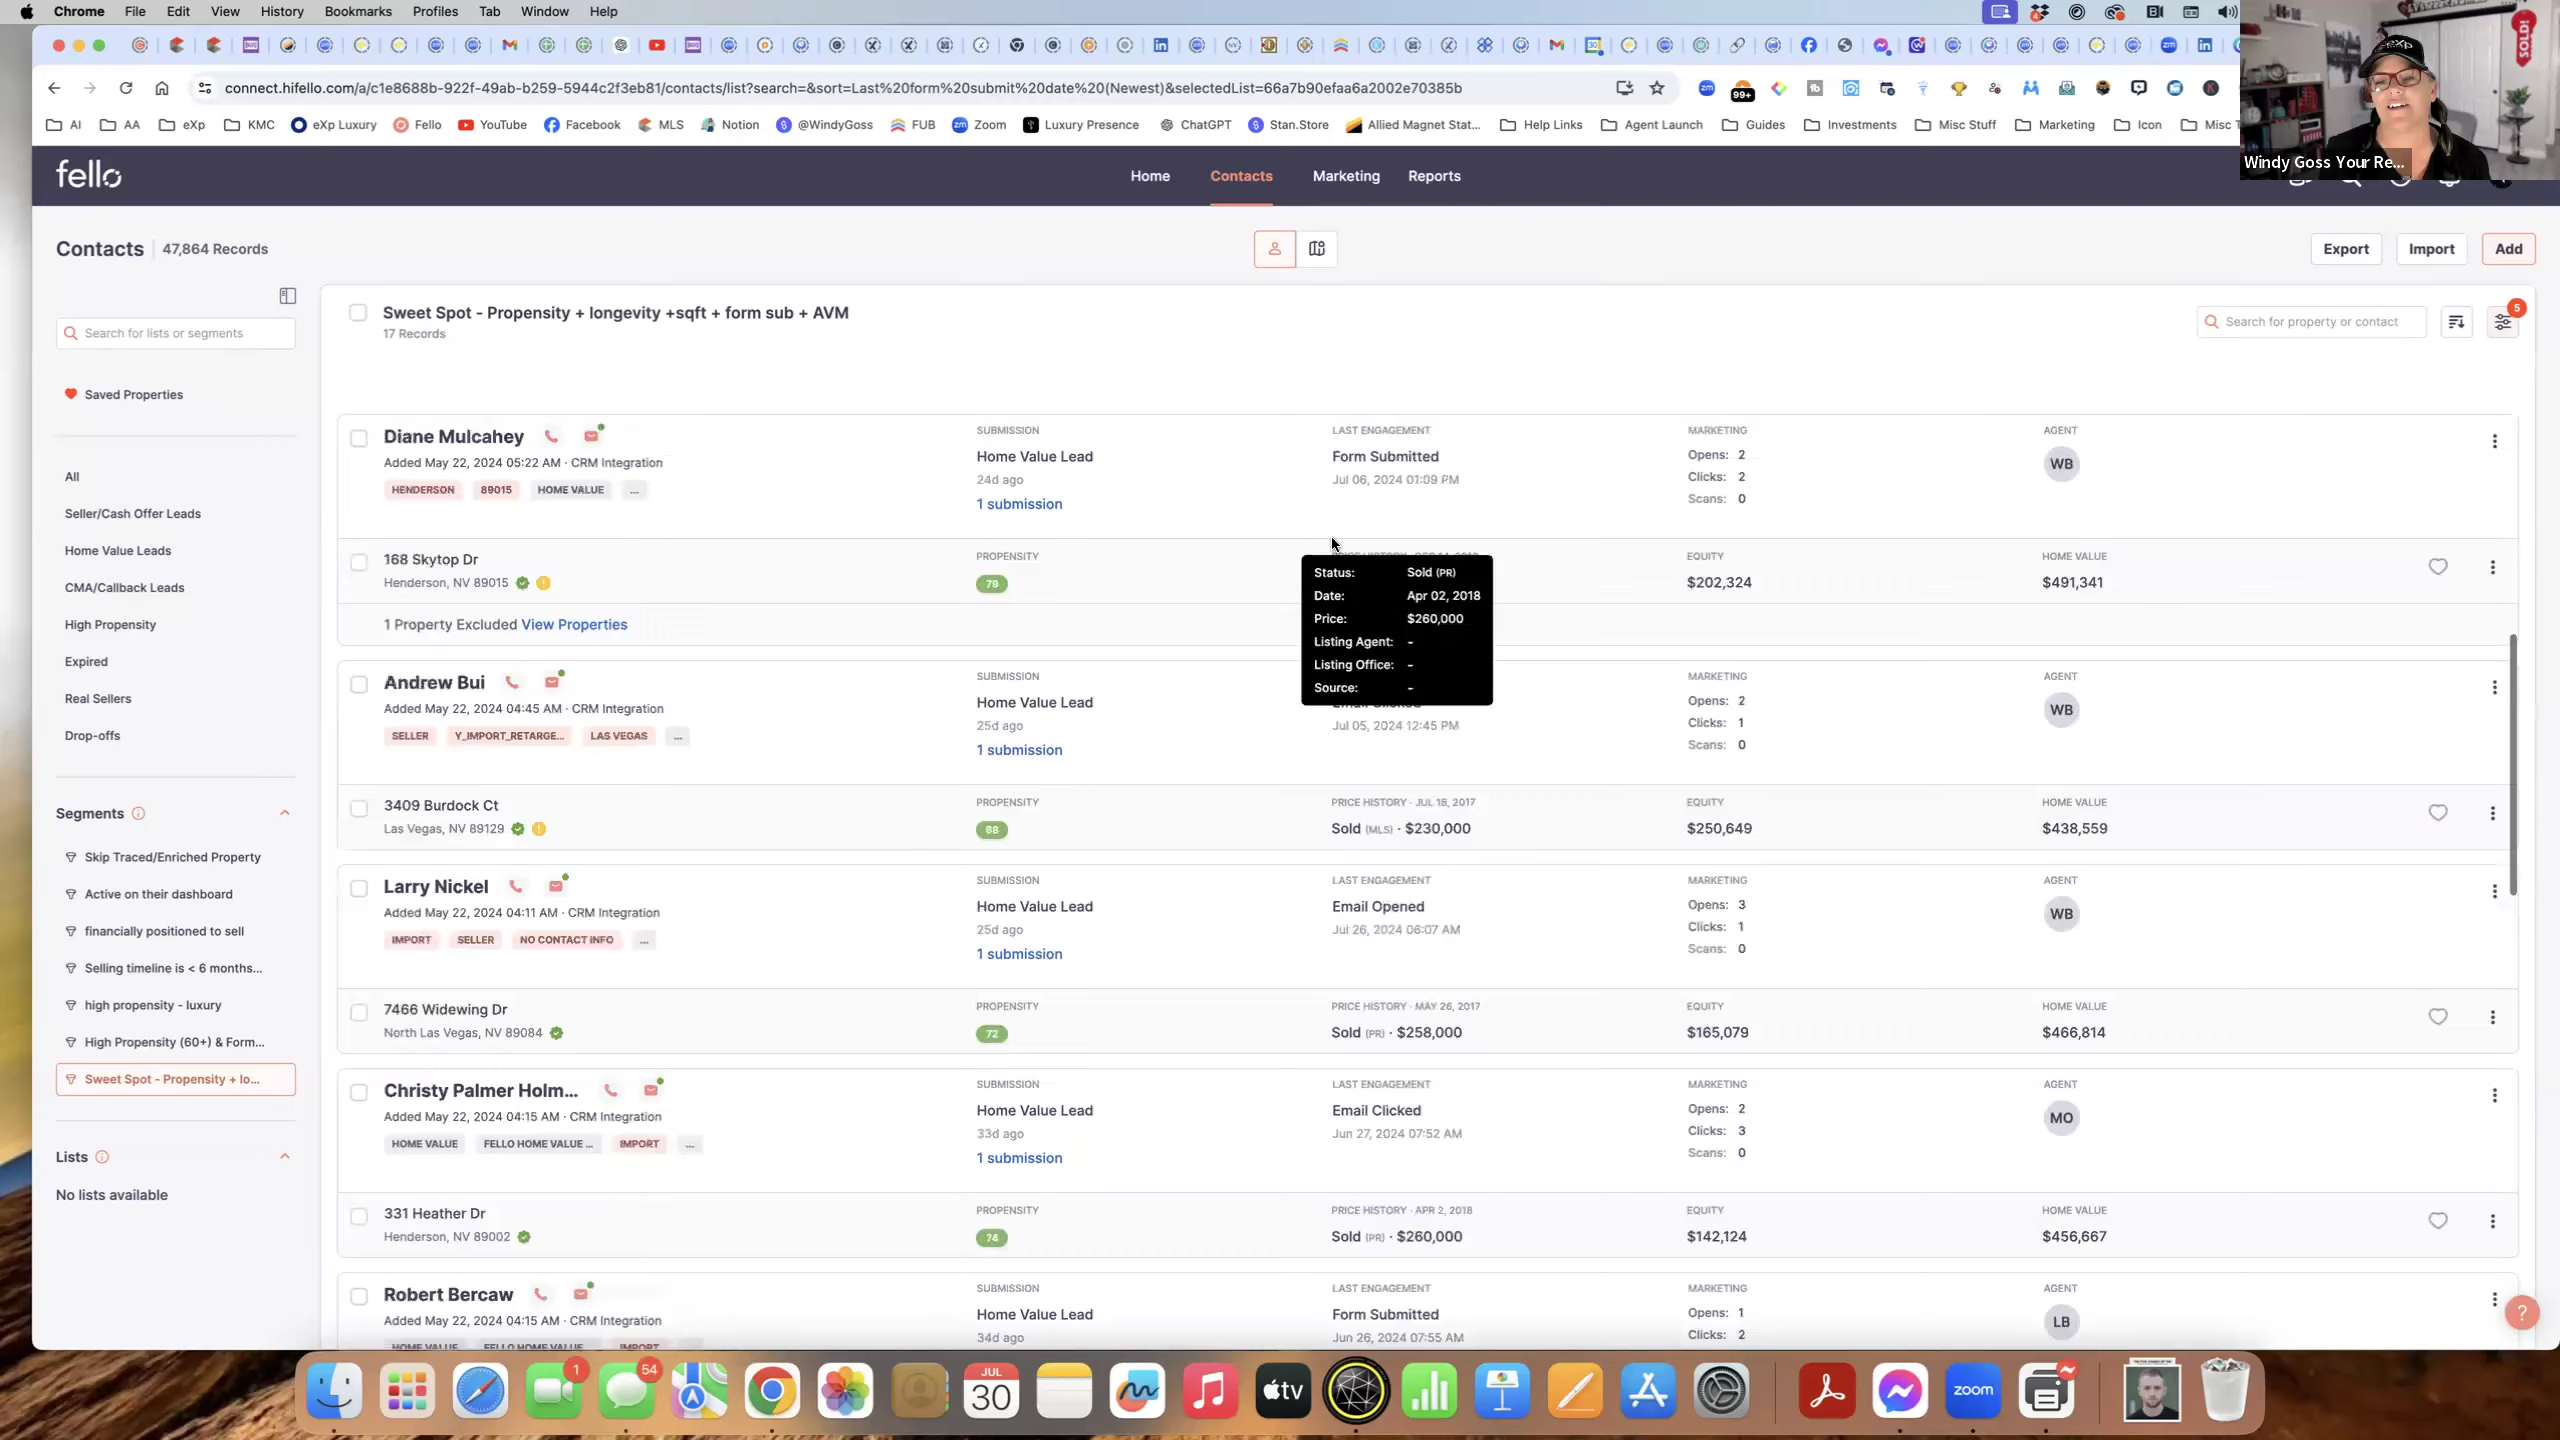 Chrome File Edit View History Bookmarks Profiles Tab Window Help
connect.hifello.com/a/c1e8688b-922f-49ab-b259-5944c2f3eb81/contacts/list?search=&sort=Last%20form%20submit%20date%20(Newest)&selectedList=66a7b90efaa6a2002e70385b
99+
AI AA eXp KMC eXp Luxury Fello YouTube Facebook MLS Notion @WindyGoss FUB Zoom Luxury Presence ChatGPT Stan.Store Allied Magnet Stat... Help Links Agent Launch Guides Investments Misc Stuff Marketing Icon Misc
Windy Goss Your Re...
SOLD!
fello
Home Contacts Marketing Reports
Contacts 47,864 Records
Export Import Add
Search for lists or segments
Saved Properties
All
Seller/Cash Offer Leads
Home Value Leads
CMA/Callback Leads
High Propensity
Expired
Real Sellers
Drop-offs
Segments
Skip Traced/Enriched Property
Active on their dashboard
financially positioned to sell
Selling timeline is < 6 months...
high propensity - luxury
High Propensity (60+) & Form...
Sweet Spot - Propensity + lo...
Lists
No lists available
Sweet Spot - Propensity + longevity +sqft + form sub + AVM
17 Records
Search for property or contact
5
Diane Mulcahey
Added May 22, 2024 05:22 AM · CRM Integration
HENDERSON 89015 HOME VALUE ...
SUBMISSION
Home Value Lead
24d ago
1 submission
LAST ENGAGEMENT
Form Submitted
Jul 06, 2024 01:09 PM
MARKETING
Opens: 2
Clicks: 2
Scans: 0
AGENT
WB
168 Skytop Dr
Henderson, NV 89015
PROPENSITY
EQUITY
$202,324
HOME VALUE
$491,341
1 Property Excluded View Properties
Status: Sold (PR)
Date: Apr 02, 2018
Price: $260,000
Listing Agent: -
Listing Office: -
Source: -
Andrew Bui
Added May 22, 2024 04:45 AM · CRM Integration
SELLER Y_IMPORT_RETARGE... LAS VEGAS ...
SUBMISSION
Home Value Lead
25d ago
1 submission
Jul 05, 2024 12:45 PM
MARKETING
Opens: 2
Clicks: 1
Scans: 0
AGENT
WB
3409 Burdock Ct
Las Vegas, NV 89129
PROPENSITY
68
PRICE HISTORY - JUL 18, 2017
Sold (MLS) · $230,000
EQUITY
$250,649
HOME VALUE
$438,559
Larry Nickel
Added May 22, 2024 04:11 AM · CRM Integration
IMPORT SELLER NO CONTACT INFO ...
SUBMISSION
Home Value Lead
25d ago
1 submission
LAST ENGAGEMENT
Email Opened
Jul 26, 2024 06:07 AM
MARKETING
Opens: 3
Clicks: 1
Scans: 0
AGENT
WB
7466 Widewing Dr
North Las Vegas, NV 89084
PROPENSITY
72
PRICE HISTORY - MAY 26, 2017
Sold (PR) · $258,000
EQUITY
$165,079
HOME VALUE
$466,814
Christy Palmer Holm...
Added May 22, 2024 04:15 AM · CRM Integration
HOME VALUE FELLO HOME VALUE ... IMPORT ...
SUBMISSION
Home Value Lead
33d ago
1 submission
LAST ENGAGEMENT
Email Clicked
Jun 27, 2024 07:52 AM
MARKETING
Opens: 2
Clicks: 3
Scans: 0
AGENT
MO
331 Heather Dr
Henderson, NV 89002
PROPENSITY
74
PRICE HISTORY - APR 2, 2018
Sold (PR) · $260,000
EQUITY
$142,124
HOME VALUE
$456,667
Robert Bercaw
Added May 22, 2024 04:15 AM · CRM Integration
HOME VALUE FELLO HOME VALUE IMPORT
SUBMISSION
Home Value Lead
34d ago
LAST ENGAGEMENT
Form Submitted
Jun 26, 2024 07:55 AM
MARKETING
Opens: 1
Clicks: 2
AGENT
LB
?
1 54 JUL 30 tv zoom